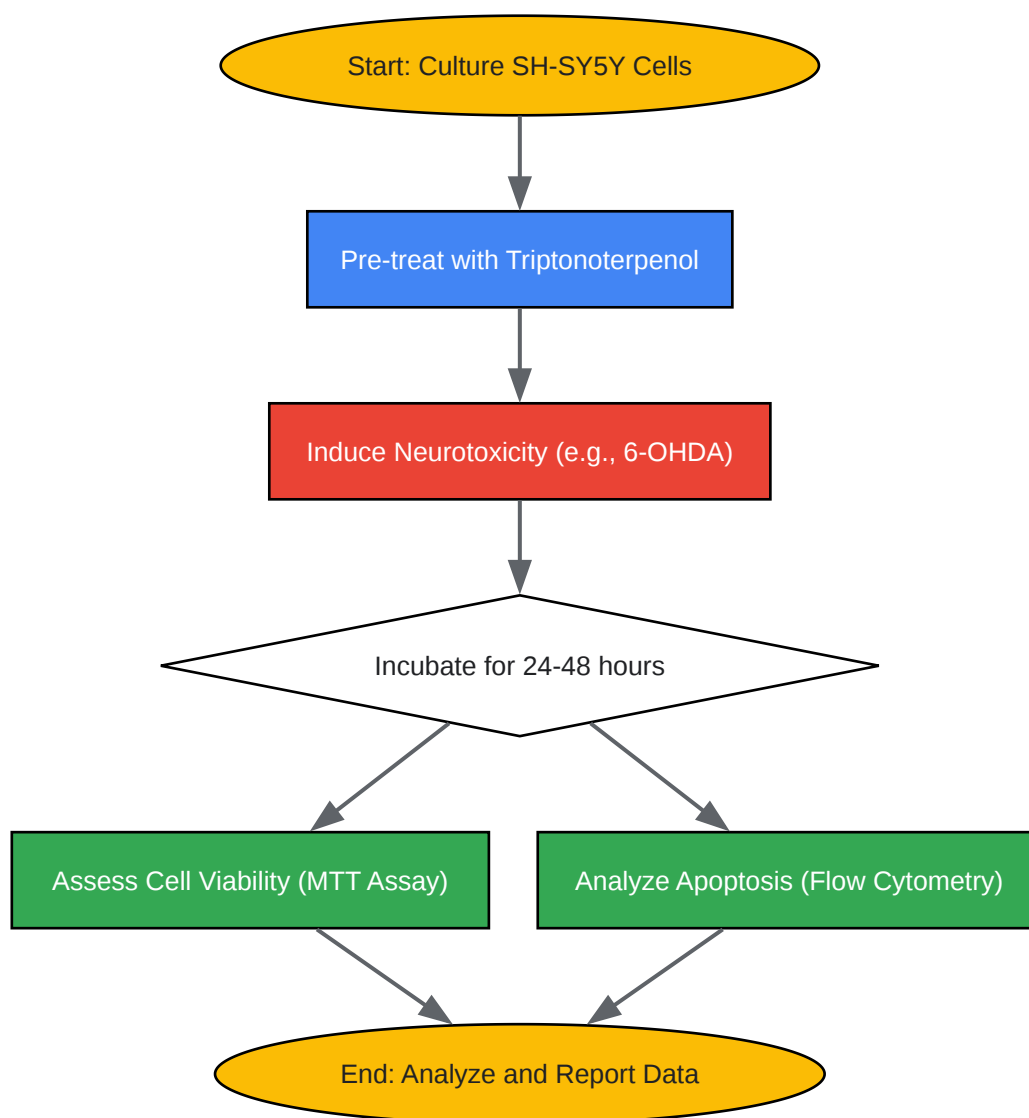 Start: Culture SH-SY5Y Cells
Pre-treat with Triptonoterpenol
Induce Neurotoxicity (e.g., 6-OHDA)
Incubate for 24-48 hours
Assess Cell Viability (MTT Assay)
Analyze Apoptosis (Flow Cytometry)
End: Analyze and Report Data